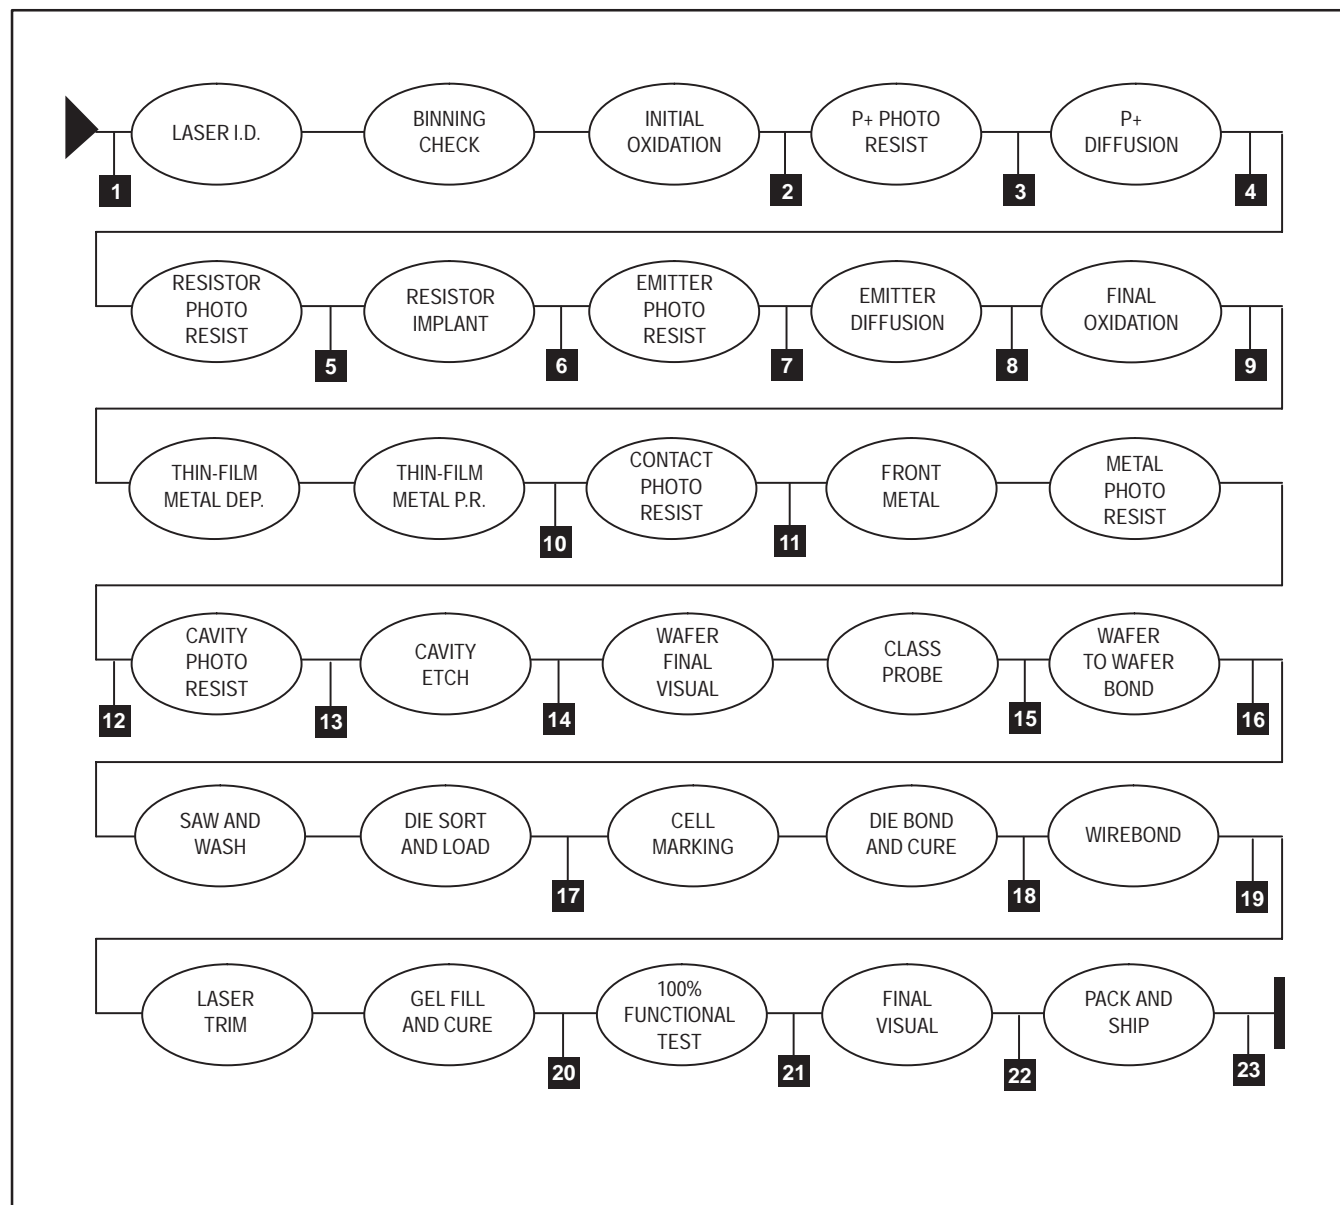 LASER I.D.
BINNING
CHECK
INITIAL
OXIDATION
P+ PHOTO
RESIST
P+
DIFFUSION
1
2
3
4
RESISTOR
PHOTO
RESIST
RESISTOR
IMPLANT
EMITTER
PHOTO
RESIST
EMITTER
DIFFUSION
FINAL
OXIDATION
5
6
7
8
9
THIN-FILM
METAL DEP.
THIN-FILM
METAL P.R.
CONTACT
PHOTO
RESIST
FRONT
METAL
METAL
PHOTO
RESIST
10
11
CAVITY
PHOTO
RESIST
CAVITY
ETCH
WAFER
FINAL
VISUAL
CLASS
PROBE
WAFER
TO WAFER
BOND
12
13
14
15
16
SAW AND
WASH
DIE SORT
AND LOAD
CELL
MARKING
DIE BOND
AND CURE
WIREBOND
17
18
19
LASER
TRIM
GEL FILL
AND CURE
100%
FUNCTIONAL
TEST
FINAL
VISUAL
PACK AND
SHIP
20
21
22
23